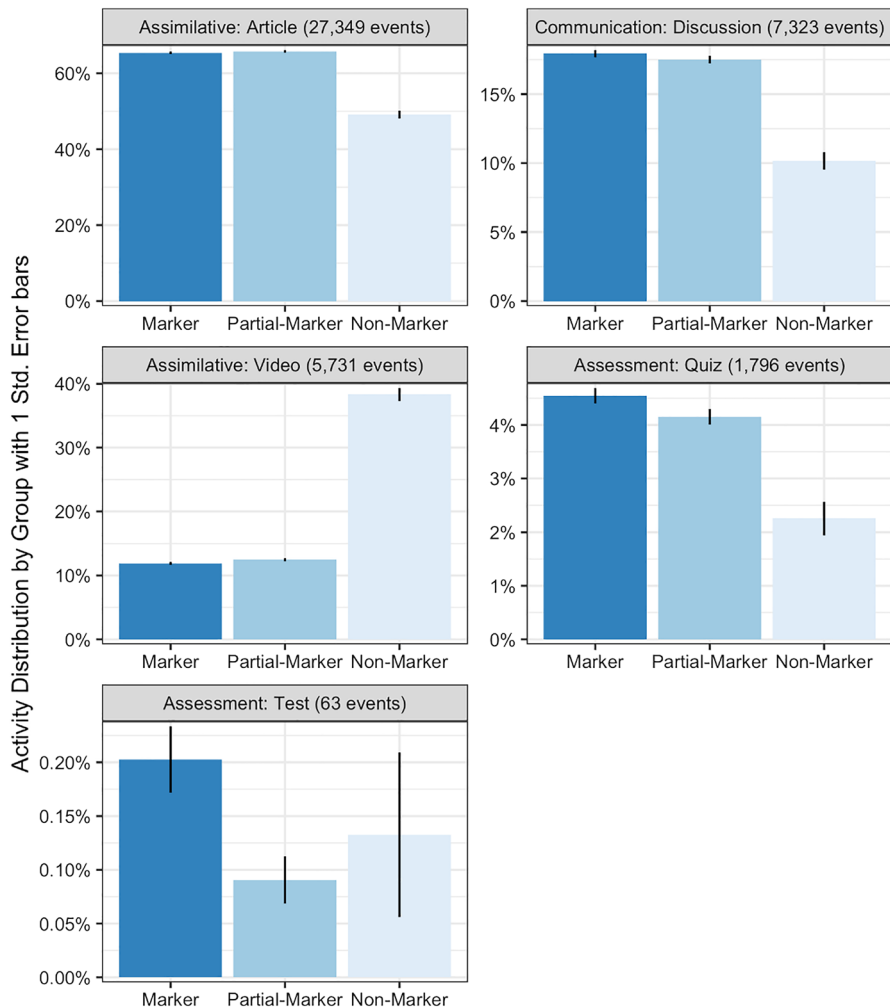 Activity Distribution by Group with 1 Std. Error bars
Assimilative: Article (27,349 events)
60%
40%
20%
0%
Marker Partial-Marker Non-Marker
Communication: Discussion (7,323 events)
15%
10%
5%
0%
Marker Partial-Marker Non-Marker
Assimilative: Video (5,731 events)
40%
30%
20%
10%
0%
Marker Partial-Marker Non-Marker
Assessment: Quiz (1,796 events)
4%
3%
2%
1%
0%
Marker Partial-Marker Non-Marker
Assessment: Test (63 events)
0.20%
0.15%
0.10%
0.05%
0.00%
Marker Partial-Marker Non-Marker